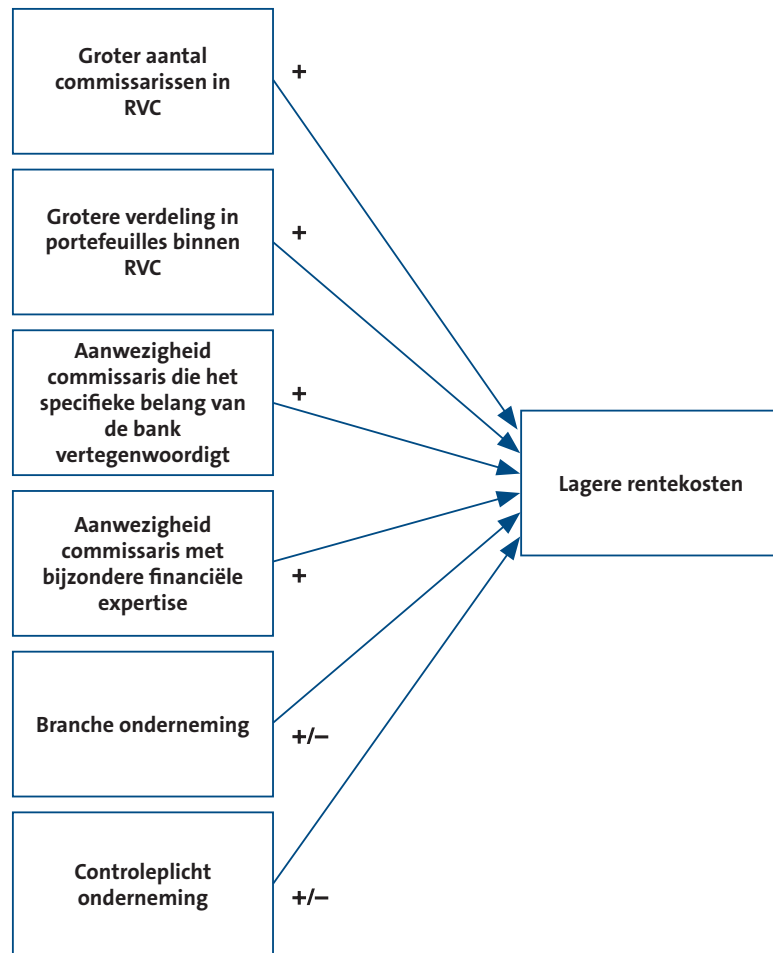 Groter aantal
commissarissen in
RVC
+
Grotere verdeling in
portefeuilles binnen
RVC
+
Aanwezigheid
commissaris die het
specifieke belang van
de bank
vertegenwoordigt
+
Lagere rentekosten
Aanwezigheid
commissaris met
bijzondere financiële
expertise
+
Branche onderneming
+/–
Controleplicht
onderneming
+/–